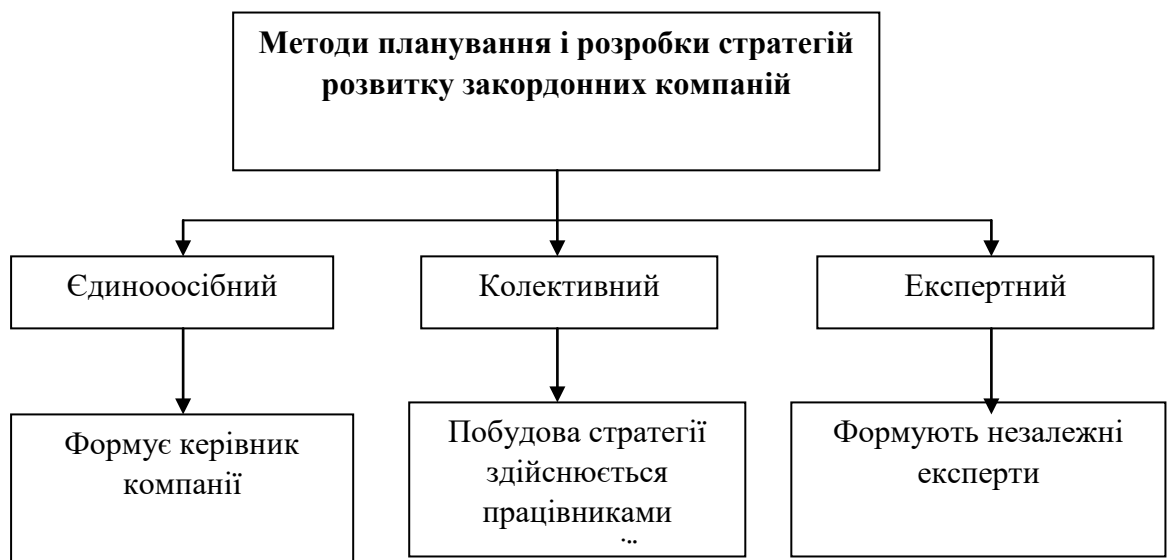 Методи планування і розробки стратегій
розвитку закордонних компаній
Єдинооосібний
Колективний
Експертний
Формує керівник
компанії
Побудова стратегії
здійснюється
працівниками
Формують незалежні
експерти